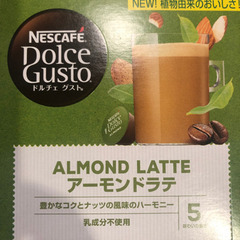 NEW! 植物由来のおいしさ!
NESCAFÉ
Dolce
Gusto
ドルチェ グスト
ALMOND LATTE
アーモンドラテ
豊かなコクとナッツの風味のハーモニー
乳成分不使用
5